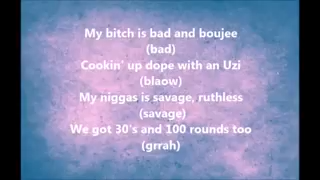 My bitch is bad and boujee
(bad)
Cookin' up dope with an Uzi
(blaow)
My niggas is savage, ruthless
(savage)
We got 30's and 100 rounds too
(grrah)